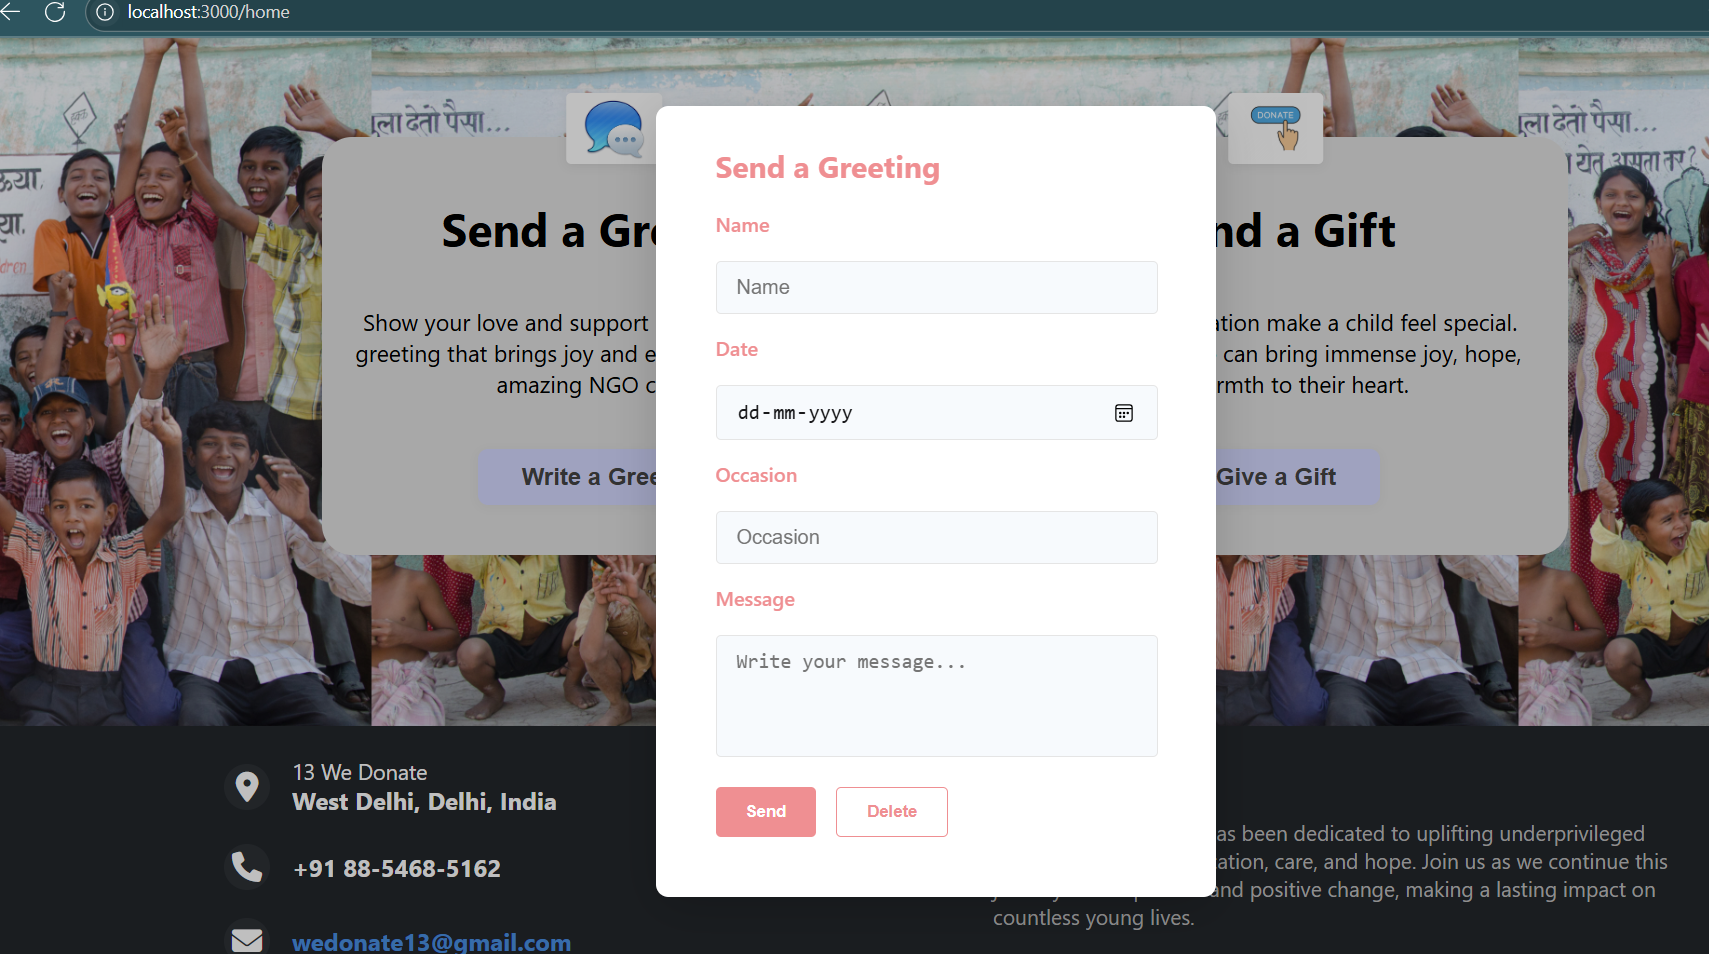 localhost:3000/home
ला देतो पैसा...
ला देतो पैसा...
DONATE
येत असता तर?
Send a Gre
nd a Gift
Show your love and support
greeting that brings joy and e
amazing NGO c
ation make a child feel special.
can bring immense joy, hope,
rmth to their heart.
Write a Gree
Give a Gift
Send a Greeting
Name
Name
Date
dd-mm-yyyy
Occasion
Occasion
Message
Write your message...
Send
Delete
13 We Donate
West Delhi, Delhi, India
+91 88-5468-5162
wedonate13@gmail.com
as been dedicated to uplifting underprivileged
cation, care, and hope. Join us as we continue this
and positive change, making a lasting impact on
countless young lives.